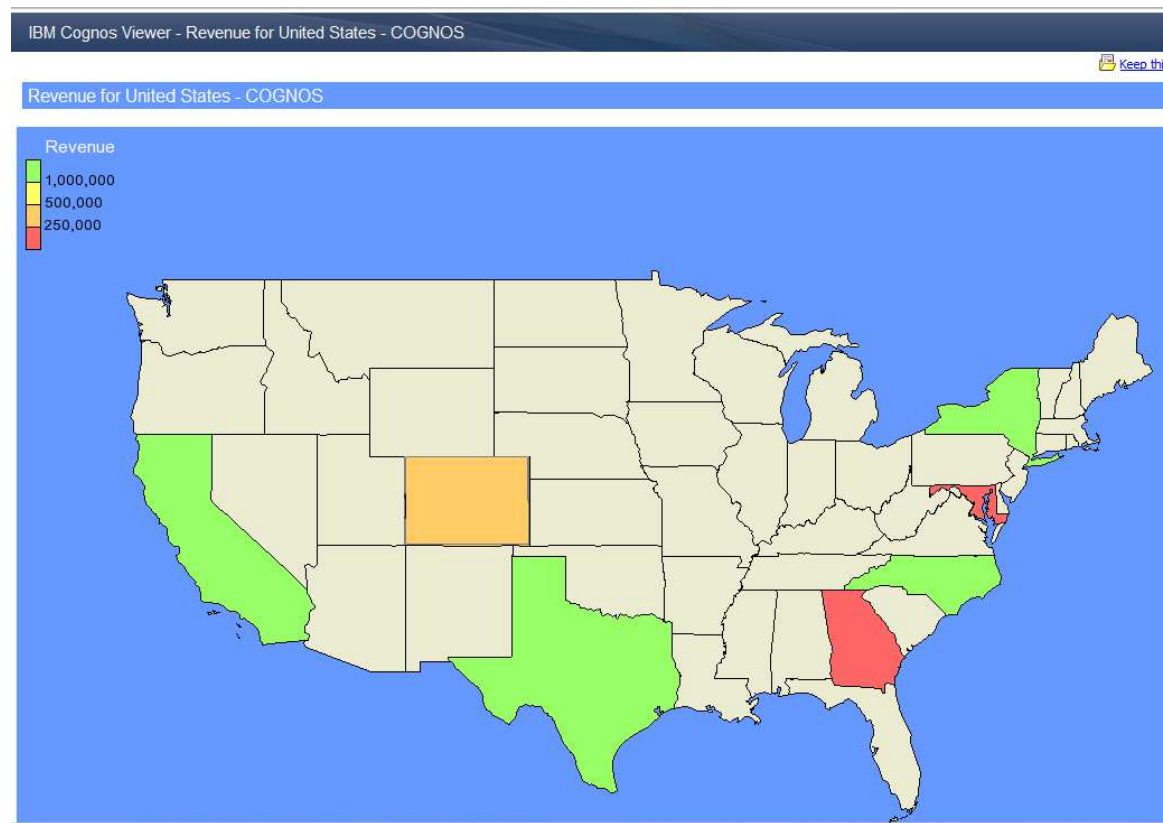 IBM Cognos Viewer - Revenue for United States - COGNOS
Keep thi
Revenue for United States - COGNOS
Revenue
1,000,000
500,000
250,000